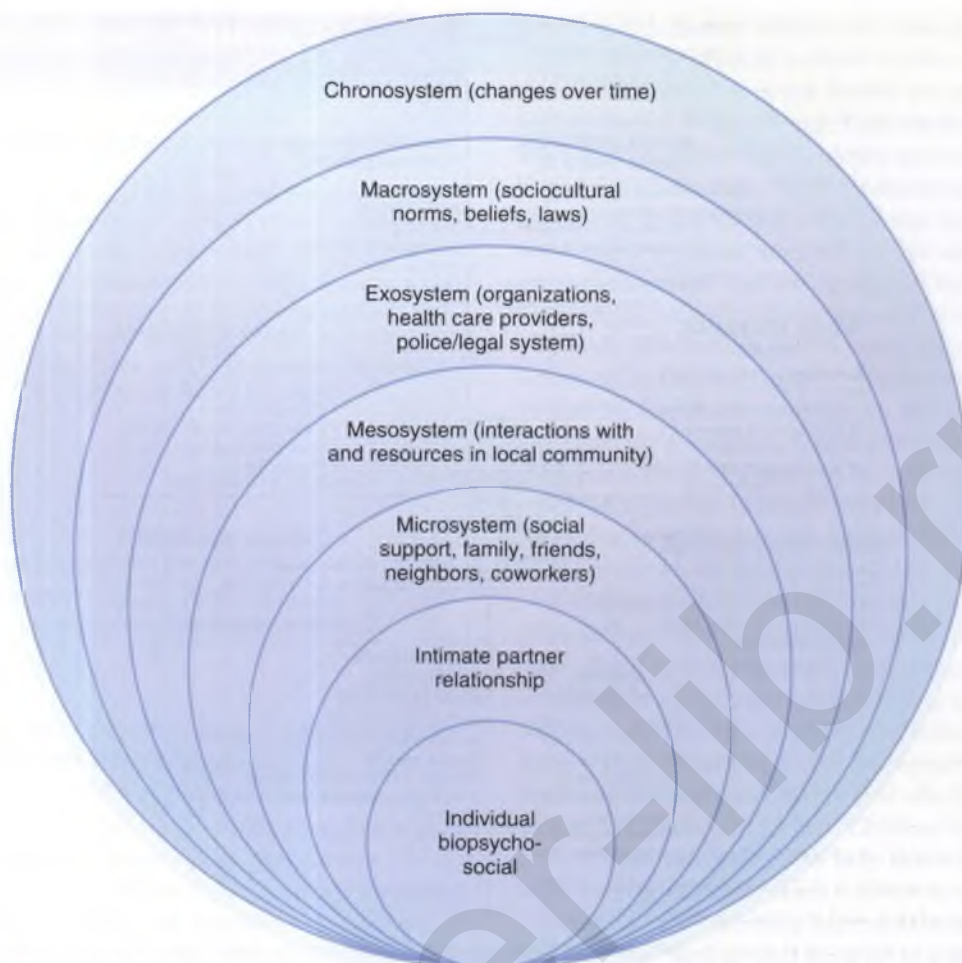 Chronosystem (changes over time)
Macrosystem (sociocultural
norms, beliefs, laws)
Exosystem (organizations,
health care providers,
police/legal system)
Mesosystem (interactions with
and resources in local community)
Microsystem (social
support, family, friends,
neighbors, coworkers)
Intimate partner
relationship
Individual
biopsycho-
social
er-lib.r